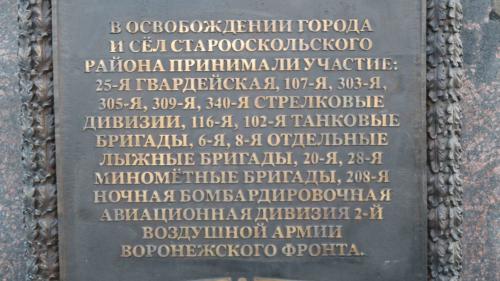 В ОСВОБОЖДЕНИИ ГОРОДА
И СЁЛ СТАРООСКОЛЬСКОГО
РАЙОНА ПРИНИМАЛИ УЧАСТИЕ:
25-Я ГВАРДЕЙСКАЯ, 107-Я, 303-Я,
305-Я, 309-Я, 340-Я СТРЕЛКОВЫЕ
ДИВИЗИИ, 116-Я, 102-Я ТАНКОВЫЕ
БРИГАДЫ, 6-Я, 8-Я ОТДЕЛЬНЫЕ
ЛЫЖНЫЕ БРИГАДЫ, 20-Я, 28-Я
МИНОМЁТНЫЕ БРИГАДЫ, 208-Я
НОЧНАЯ БОМБАРДИРОВОЧНАЯ
АВИАЦИОННАЯ ДИВИЗИЯ 2-Й
ВОЗДУШНОЙ АРМИИ
ВОРОНЕЖСКОГО ФРОНТА.